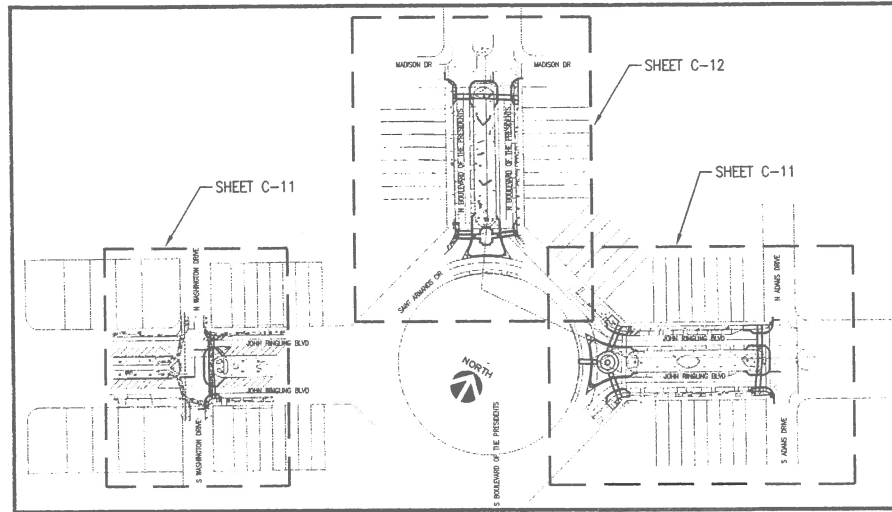 MADISON DR
MADISON DR
SHEET C-12
N BOULEVARD OF THE PRESIDENTS
N BOULEVARD OF THE PRESIDENTS
SHEET C-11
SHEET C-11
N WASHINGTON DRIVE
SAINT ARMANDS DR
N ADAMS DRIVE
JOHN RINGLING BLVD
JOHN RINGLING BLVD
JOHN RINGLING BLVD
JOHN RINGLING BLVD
NORTH
S WASHINGTON DRIVE
S BOULEVARD OF THE PRESIDENTS
S ADAMS DRIVE